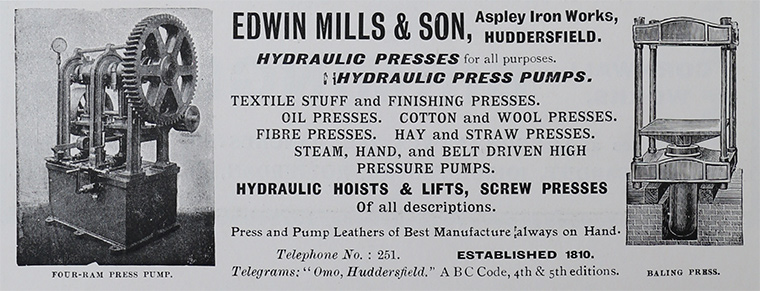 EDWIN MILLS & SON, Aspley Iron Works,
HUDDERSFIELD.
HYDRAULIC PRESSES for all purposes.
HYDRAULIC PRESS PUMPS.
TEXTILE STUFF and FINISHING PRESSES.
OIL PRESSES. COTTON and WOOL PRESSES.
FIBRE PRESSES. HAY and STRAW PRESSES.
STEAM, HAND, and BELT DRIVEN HIGH
PRESSURE PUMPS.
HYDRAULIC HOISTS & LIFTS, SCREW PRESSES
Of all descriptions.
Press and Pump Leathers of Best Manufacture always on Hand.
Telephone No. : 251. ESTABLISHED 1810.
Telegrams: "Omo, Huddersfield." A B C Code, 4th & 5th editions.
FOUR-RAM PRESS PUMP.
BALING PRESS.